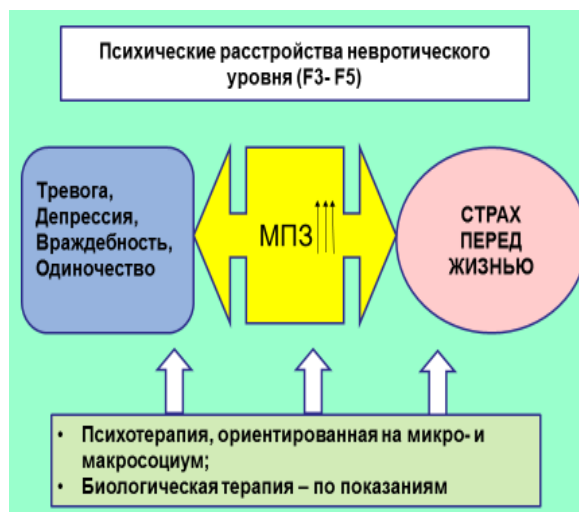 Психические расстройства невротического
уровня (F3- F5)
Тревога,
Депрессия,
Враждебность,
Одиночество
МПЗ↑↑↑
СТРАХ
ПЕРЕД
ЖИЗНЬЮ
• Психотерапия, ориентированная на микро- и
макросоциум;
• Биологическая терапия – по показаниям